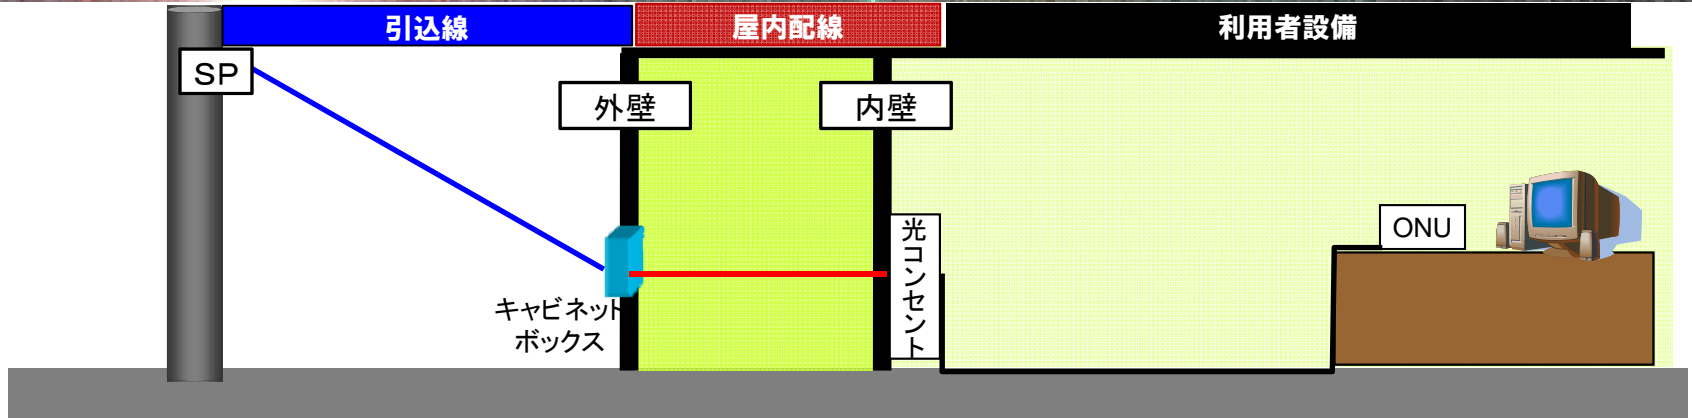 引込線
屋内配線
利用者設備
SP
外壁
内壁
光コンセント
ONU
キャビネット
ボックス